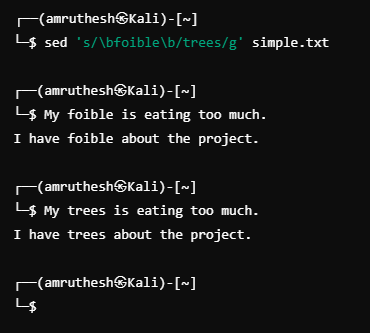 ┌──(amruthesh㉿Kali)-[~]
└─$ sed 's/\bfoible\b/trees/g' simple.txt
┌──(amruthesh㉿Kali)-[~]
└─$ My foible is eating too much.
I have foible about the project.
┌──(amruthesh㉿Kali)-[~]
└─$ My trees is eating too much.
I have trees about the project.
┌──(amruthesh㉿Kali)-[~]
└─$